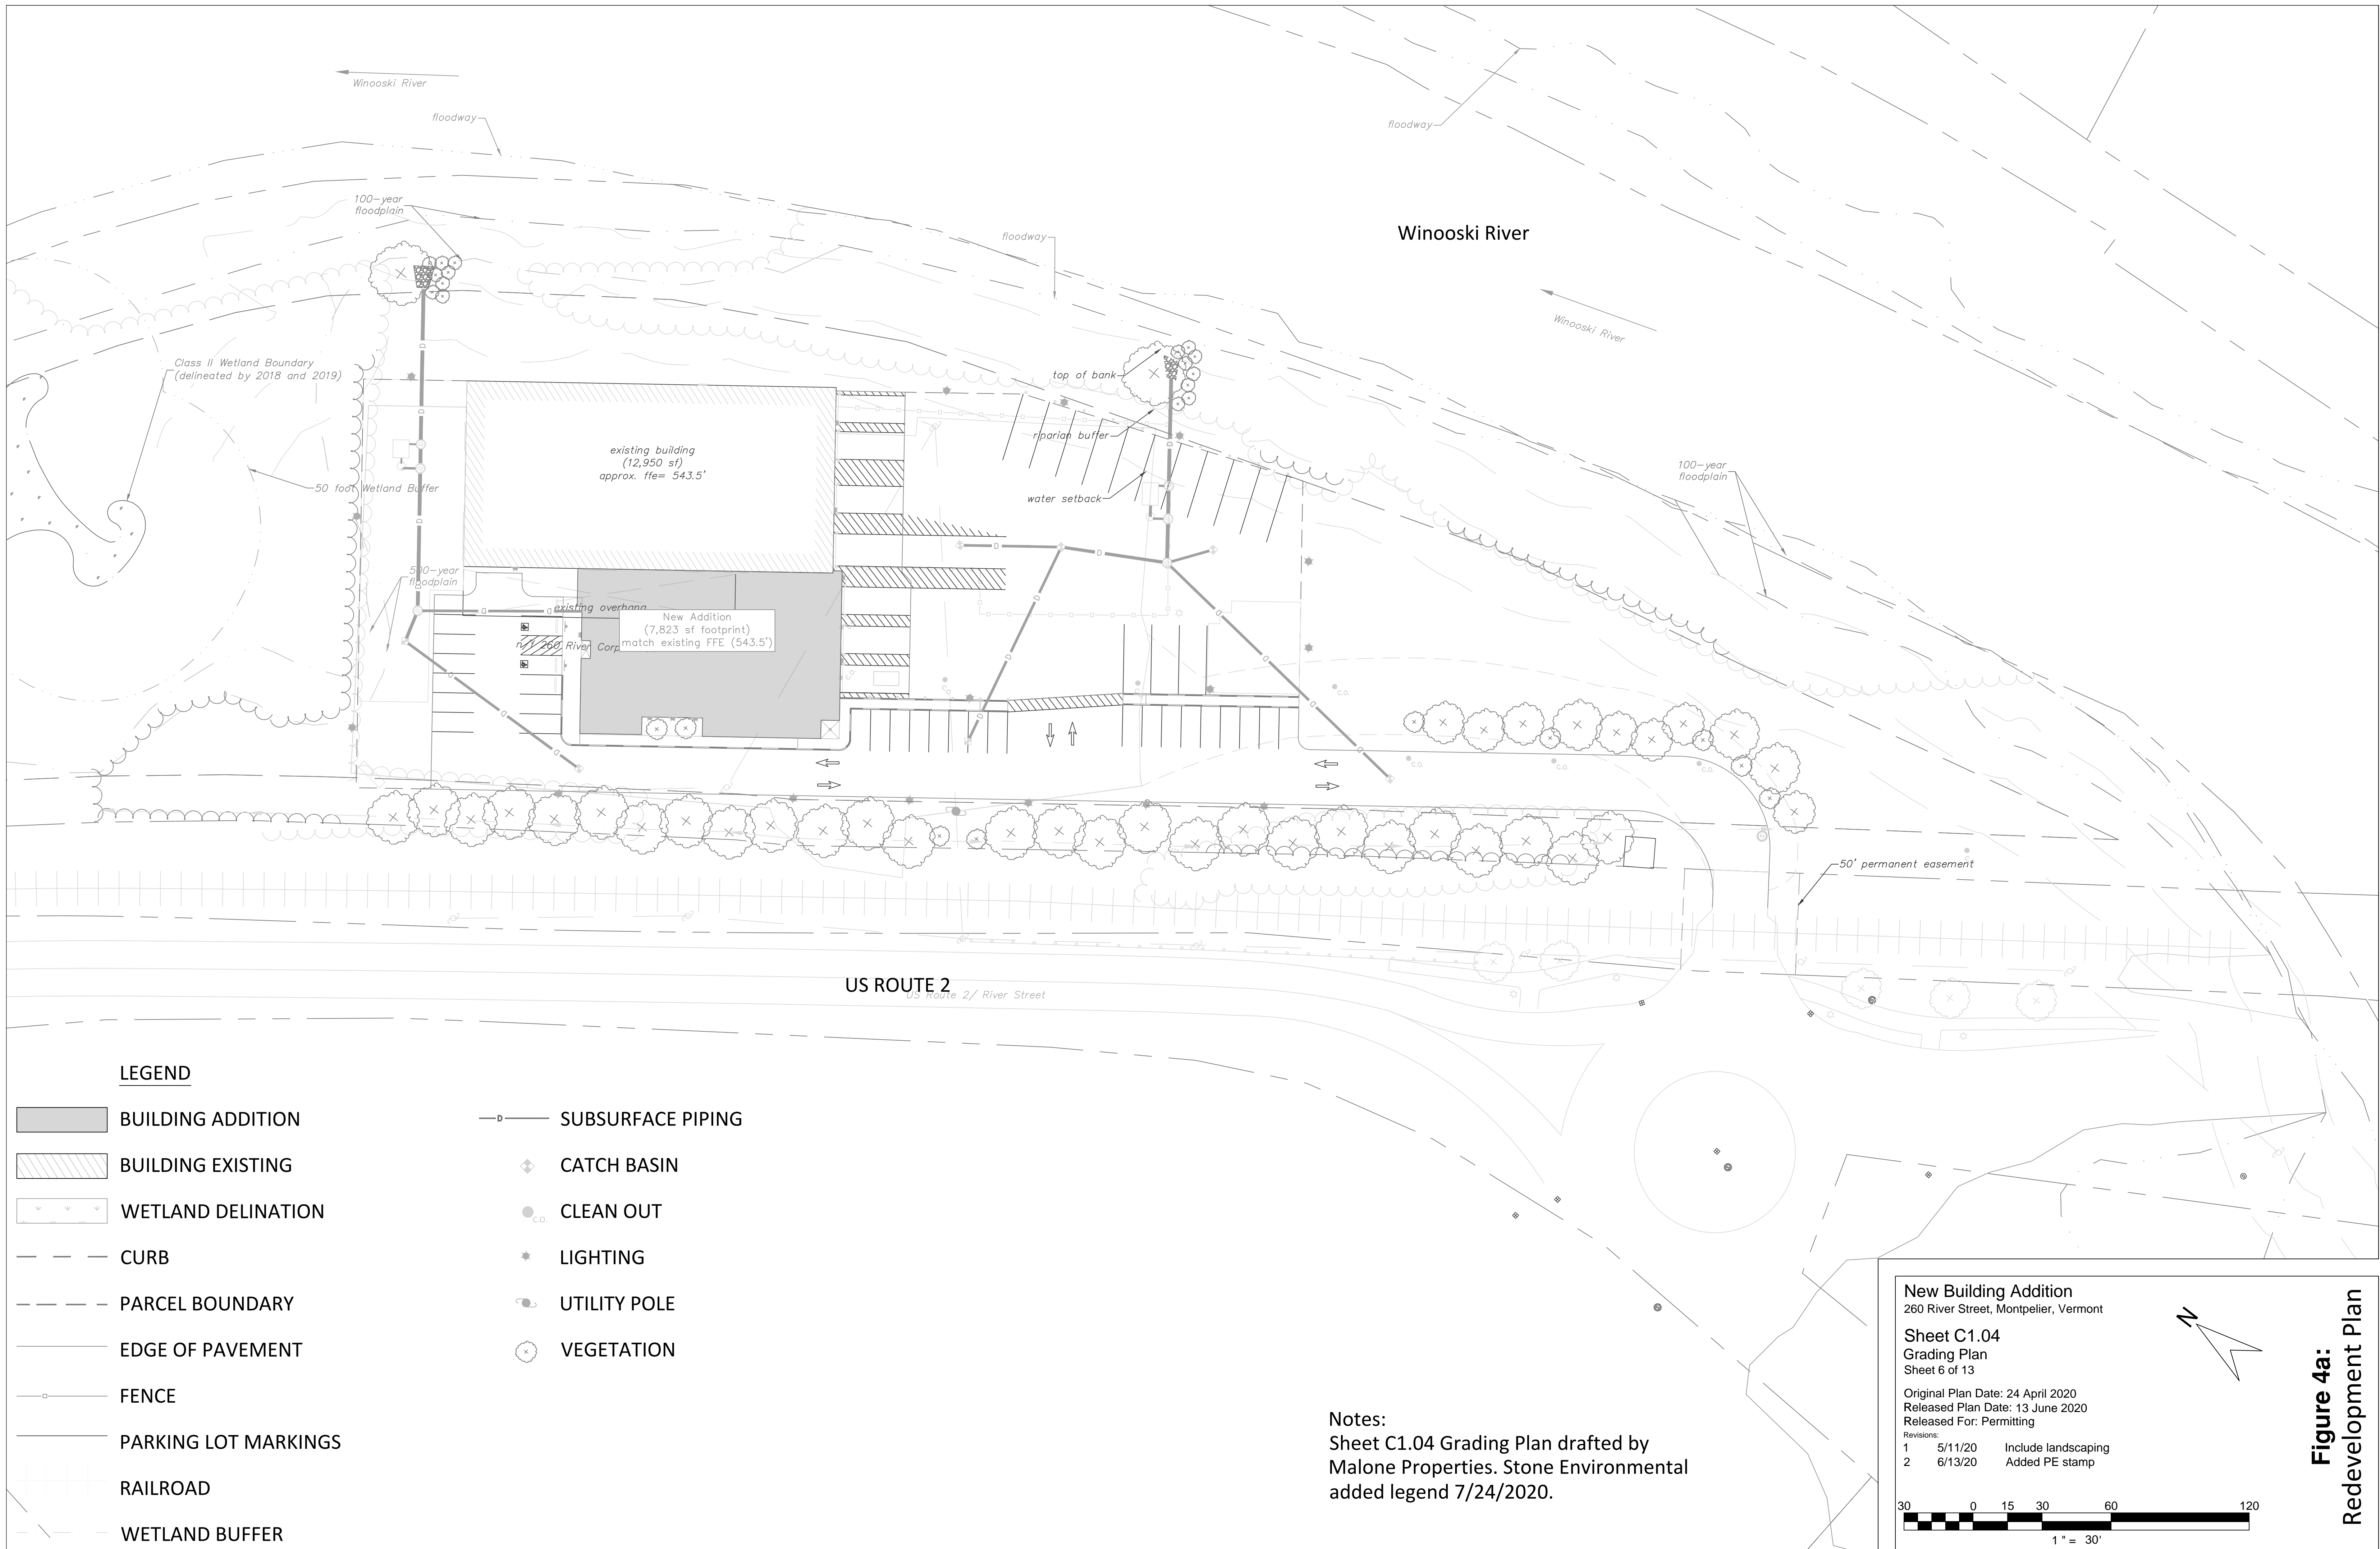 Winooski River
floodway
floodway
100-year
floodplain
floodway
Winooski River
Winooski River
Class II Wetland Boundary
(delineated by 2018 and 2019)
top of bank
riparian buffer
existing building
(12,950 sf)
approx. ffe= 543.5'
100-year
floodplain
50 foot Wetland Buffer
water setback
500-year
floodplain
existing overhang
New Addition
(7,823 sf footprint)
match existing FFE (543.5')
n/f 260 River Corp
C.O.
C.O.
C.O.
C.O.
50' permanent easement
US ROUTE 2
US Route 2/ River Street
LEGEND
BUILDING ADDITION
BUILDING EXISTING
WETLAND DELINATION
CURB
PARCEL BOUNDARY
EDGE OF PAVEMENT
FENCE
PARKING LOT MARKINGS
RAILROAD
WETLAND BUFFER
D SUBSURFACE PIPING
CATCH BASIN
C.O. CLEAN OUT
LIGHTING
UTILITY POLE
VEGETATION
Notes:
Sheet C1.04 Grading Plan drafted by
Malone Properties. Stone Environmental
added legend 7/24/2020.
New Building Addition
260 River Street, Montpelier, Vermont
Sheet C1.04
Grading Plan
Sheet 6 of 13
Original Plan Date: 24 April 2020
Released Plan Date: 13 June 2020
Released For: Permitting
Revisions:
1 5/11/20 Include landscaping
2 6/13/20 Added PE stamp
N
30 0 15 30 60 120
1 " = 30'
Figure 4a:
Redevelopment Plan